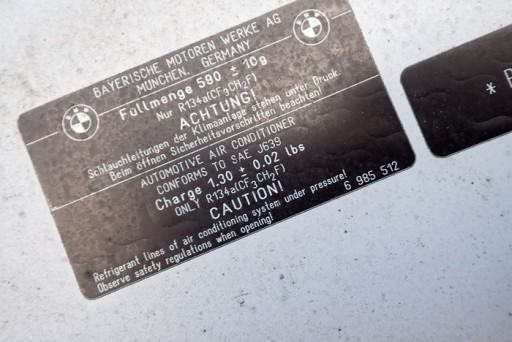 BAYERISCHE MOTOREN WERKE AG
MÜNCHEN, GERMANY
Füllmenge 590 ± 10g
Nur R134a(CF₃CH₂F)
ACHTUNG!
Schlauchleitungen der Klimaanlage stehen unter Druck.
Beim öffnen Sicherheitsvorschriften beachten!
AUTOMOTIVE AIR CONDITIONER
CONFORMS TO SAE J639
Charge 1.30 ± 0.02 lbs
ONLY R134a(CF₃CH₂F)
CAUTION!
Refrigerant lines of air conditioning system under pressure!
Observe safety regulations when opening!
6 985 512
*